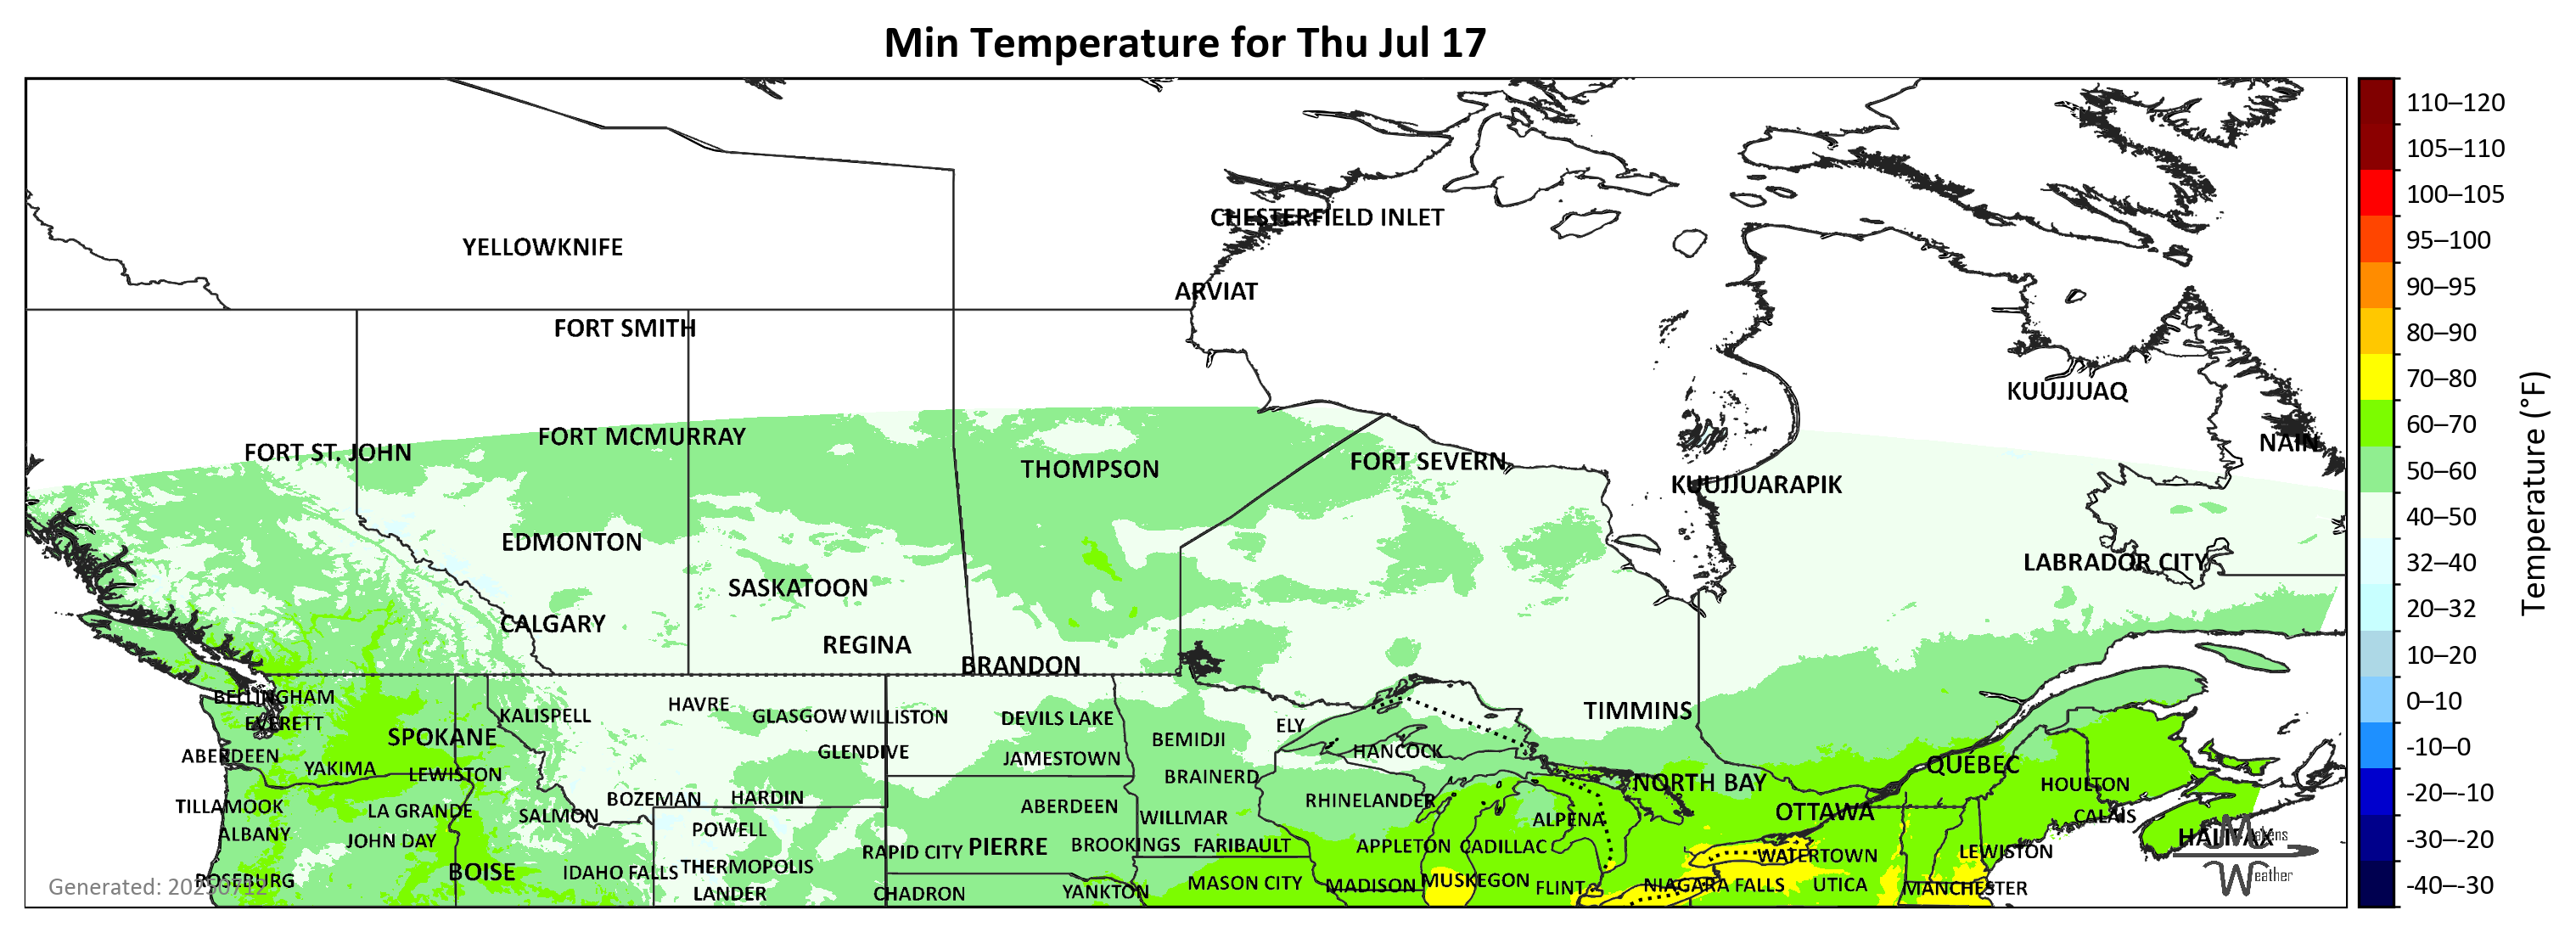 Min Temperature for Thu Jul 17
110–120
105–110
100–105
95–100
90–95
80–90
70–80
60–70
50–60
40–50
32–40
20–32
10–20
0–10
-10–0
-20–-10
-30–-20
-40–-30
Temperature (°F)
CHESTERFIELD INLET
YELLOWKNIFE
ARVIAT
FORT SMITH
KUUJJUAQ
FORT MCMURRAY
NAIN
FORT ST. JOHN
FORT SEVERN
THOMPSON
KUUJJUARAPIK
EDMONTON
LABRADOR CITY
SASKATOON
CALGARY
REGINA
BRANDON
BELLINGHAM
HAVRE
TIMMINS
KALISPELL
GLASGOW
WILLISTON
DEVILS LAKE
EVERETT
ELY
SPOKANE
BEMIDJI
HANCOCK
GLENDIVE
ABERDEEN
JAMESTOWN
QUÉBEC
YAKIMA
LEWISTON
BRAINERD
NORTH BAY
HOULTON
BOZEMAN
HARDIN
RHINELANDER
TILLAMOOK
ABERDEEN
LA GRANDE
OTTAWA
SALMON
WILLMAR
CALAIS
ALPENA
POWELL
ALBANY
HALIFAX
JOHN DAY
PIERRE
BROOKINGS
FARIBAULT
APPLETON
CADILLAC
RAPID CITY
LEWISTON
WATERTOWN
THERMOPOLIS
BOISE
IDAHO FALLS
ROSEBURG
MUSKEGON
MASON CITY
MADISON
FLINT
NIAGARA FALLS
UTICA
MANCHESTER
LANDER
CHADRON
YANKTON
Generated: 20250712
Makens
Weather